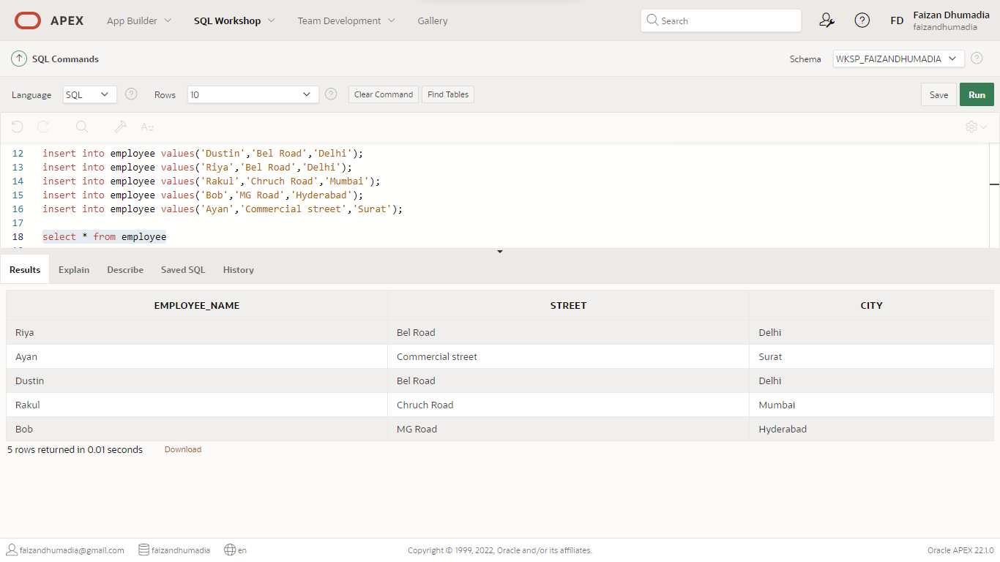 APEX App Builder SQL Workshop Team Development Gallery Search FD Faizan Dhumadia
faizandhumadia
SQL Commands Schema WKSP_FAIZANDHUMADIA
Language SQL Rows 10 Clear Command Find Tables Save Run
A::
12 insert into employee values('Dustin','Bel Road','Delhi');
13 insert into employee values('Riya','Bel Road','Delhi');
14 insert into employee values('Rakul','Chruch Road','Mumbai');
15 insert into employee values('Bob','MG Road','Hyderabad');
16 insert into employee values('Ayan','Commercial street','Surat');
17
18 select * from employee
Results Explain Describe Saved SQL History
EMPLOYEE_NAME STREET CITY
Riya Bel Road Delhi
Ayan Commercial street Surat
Dustin Bel Road Delhi
Rakul Chruch Road Mumbai
Bob MG Road Hyderabad
5 rows returned in 0.01 seconds Download
faizandhumadia@gmail.com faizandhumadia en Copyright © 1999, 2022, Oracle and/or its affiliates. Oracle APEX 22.1.0